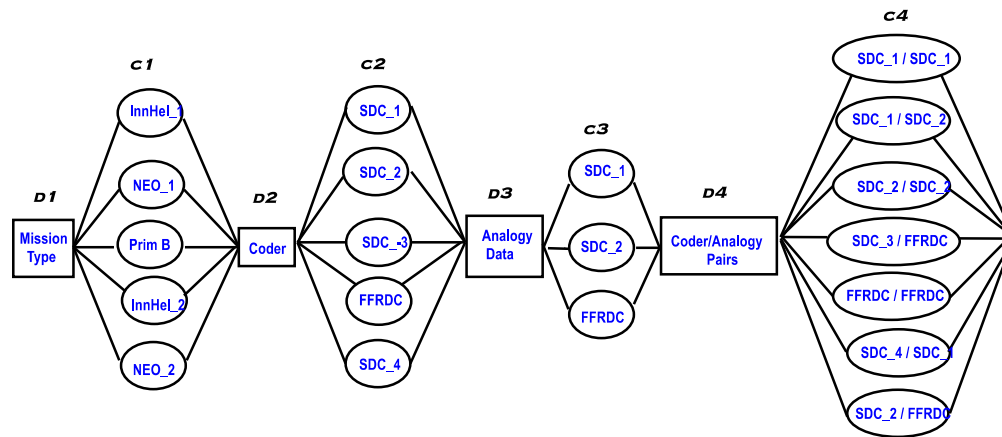 D1
Mission
Type
C1
InnHel_1
NEO_1
Prim B
InnHel_2
NEO_2
D2
Coder
C2
SDC_1
SDC_2
SDC_-3
FFRDC
SDC_4
D3
Analogy
Data
C3
SDC_1
SDC_2
FFRDC
D4
Coder/Analogy
Pairs
C4
SDC_1 / SDC_1
SDC_1 / SDC_2
SDC_2 / SDC_2
SDC_3 / FFRDC
FFRDC / FFRDC
SDC_4 / SDC_1
SDC_2 / FFRDC